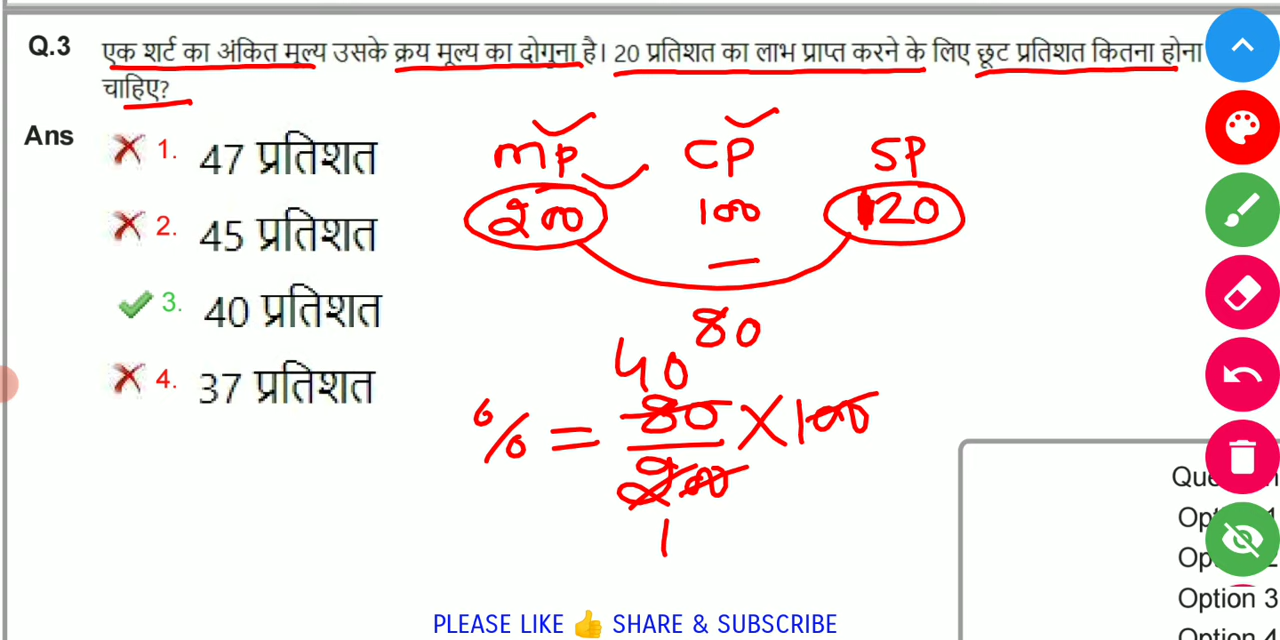 Q.3 एक शर्ट का अंकित मूल्य उसके क्रय मूल्य का दोगुना है। 20 प्रतिशत का लाभ प्राप्त करने के लिए छूट प्रतिशत कितना होना
चाहिए?
Ans
1. 47 प्रतिशत
2. 45 प्रतिशत
3. 40 प्रतिशत
4. 37 प्रतिशत
MP CP SP
200 100 120
80
40
% = 80/200 × 100
1
Option 3
PLEASE LIKE 👍 SHARE & SUBSCRIBE